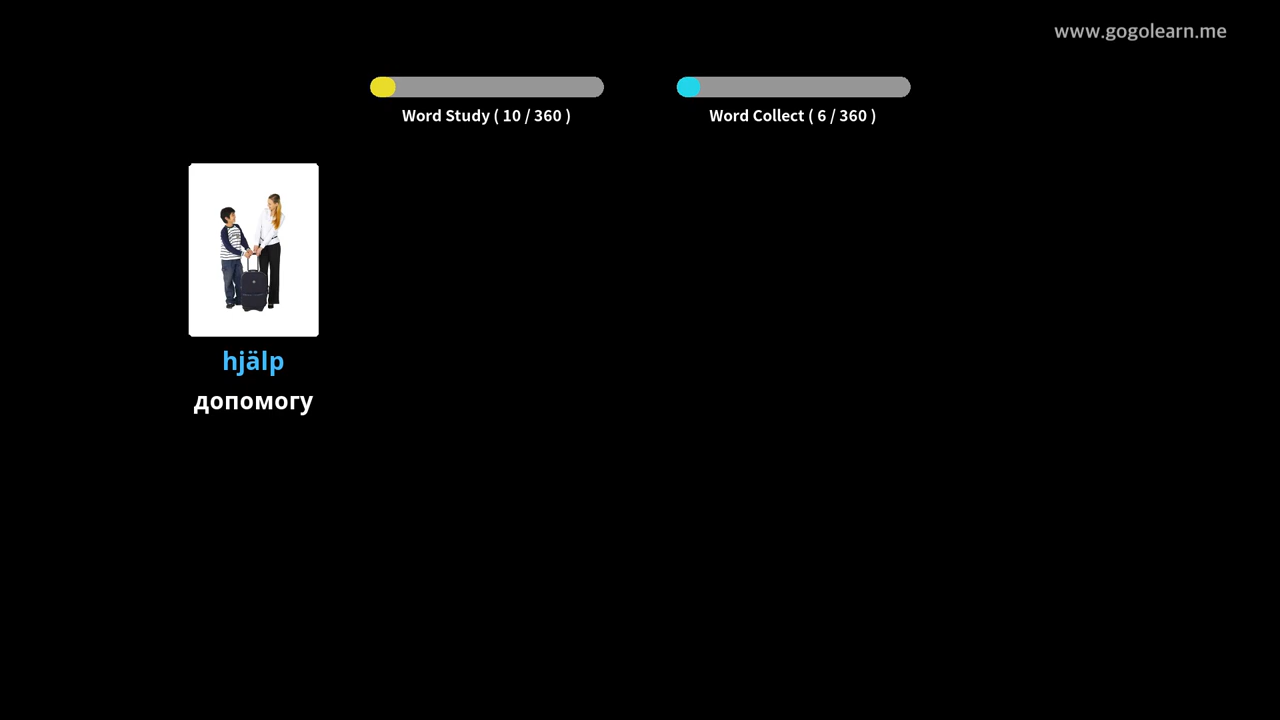 www.gogolearn.me
Word Study ( 10 / 360 )
Word Collect ( 6 / 360 )
hjälp
допомогу